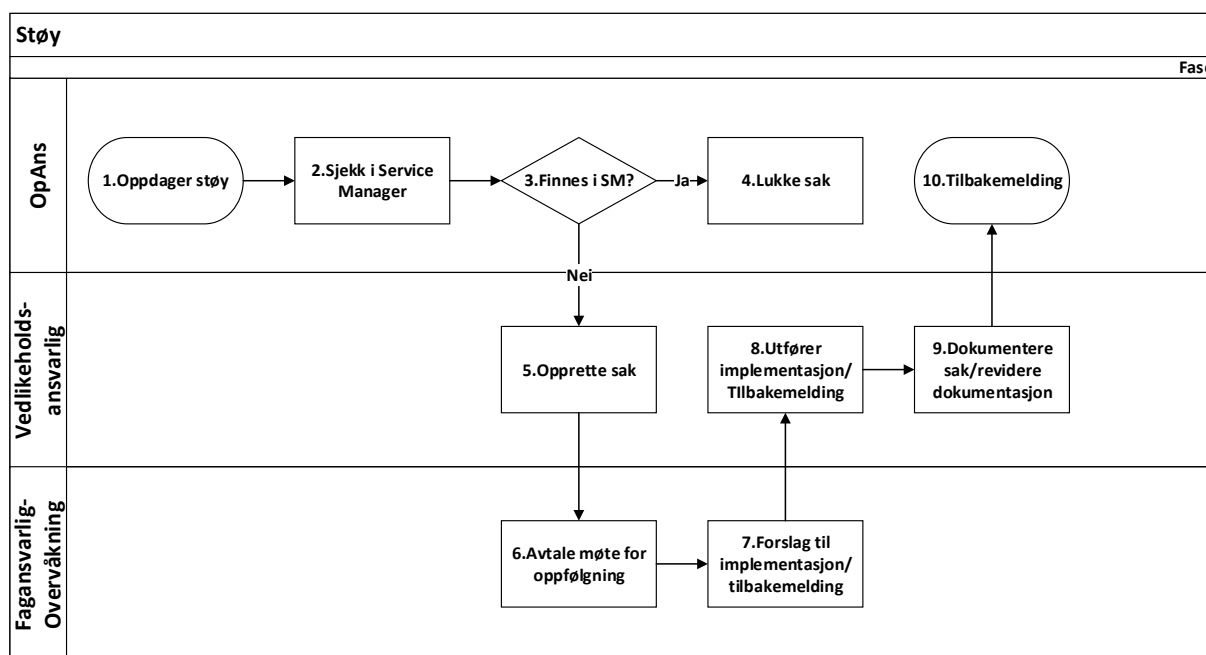 Støy
Fase
OpAns
1.Oppdager støy
2.Sjekk i Service
Manager
3.Finnes i SM?
Ja
4.Lukke sak
10.Tilbakemelding
Nei
Vedlikeholds-
ansvarlig
5.Opprette sak
8.Utfører
implementasjon/
TIlbakemelding
9.Dokumentere
sak/revidere
dokumentasjon
Fagansvarlig-
Overvåkning
6.Avtale møte for
oppfølgning
7.Forslag til
implementasjon/
tilbakemelding